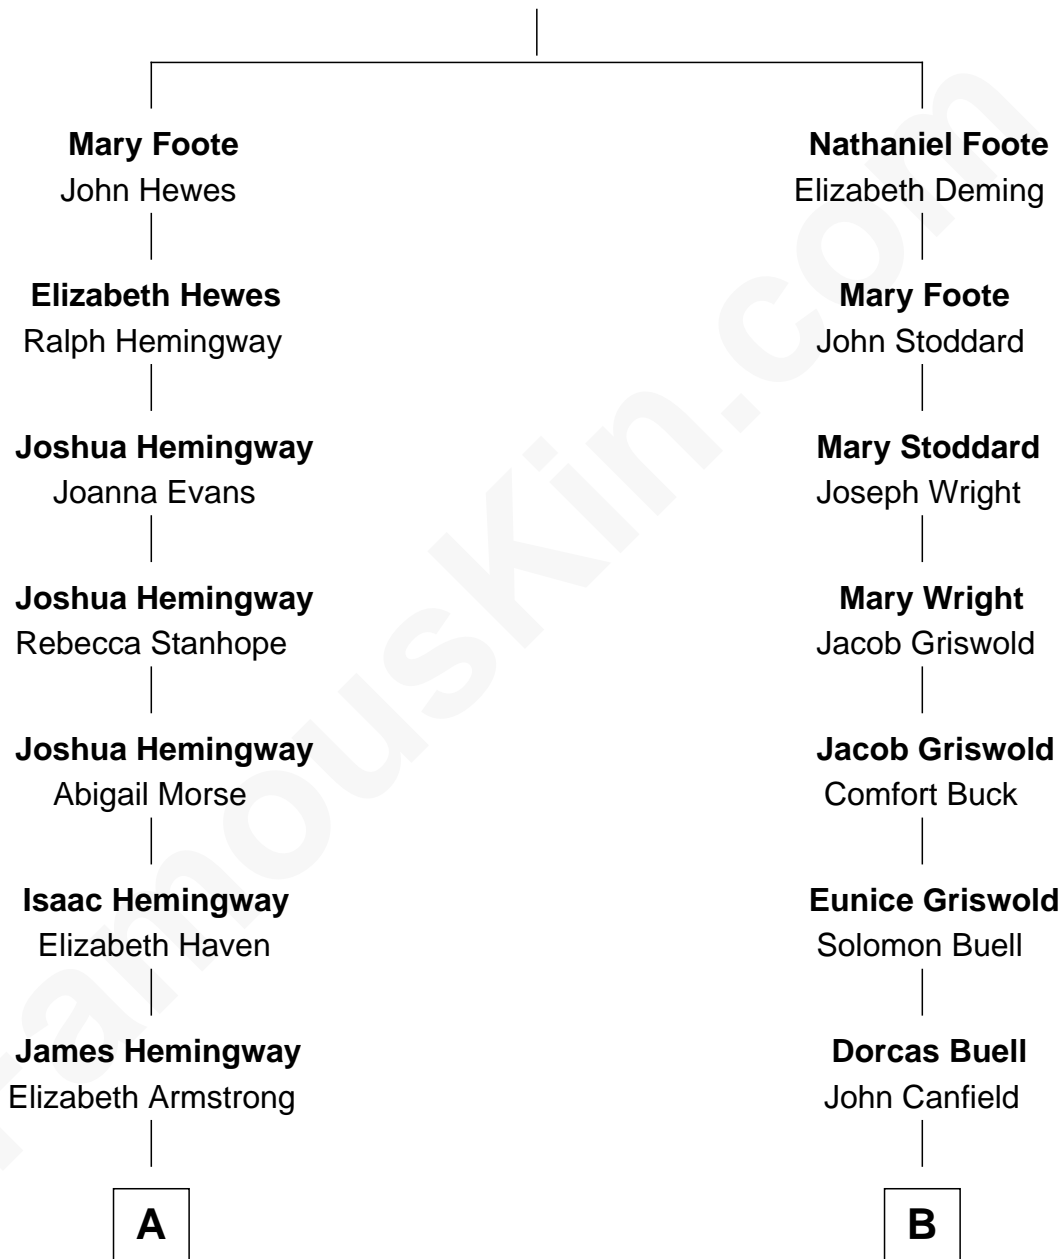 Mary Foote
John Hewes
Elizabeth Hewes
Ralph Hemingway
Joshua Hemingway
Joanna Evans
Joshua Hemingway
Rebecca Stanhope
Joshua Hemingway
Abigail Morse
Isaac Hemingway
Elizabeth Haven
James Hemingway
Elizabeth Armstrong
A
Nathaniel Foote
Elizabeth Deming
Mary Foote
John Stoddard
Mary Stoddard
Joseph Wright
Mary Wright
Jacob Griswold
Jacob Griswold
Comfort Buck
Eunice Griswold
Solomon Buell
Dorcas Buell
John Canfield
B
FamousKin.com